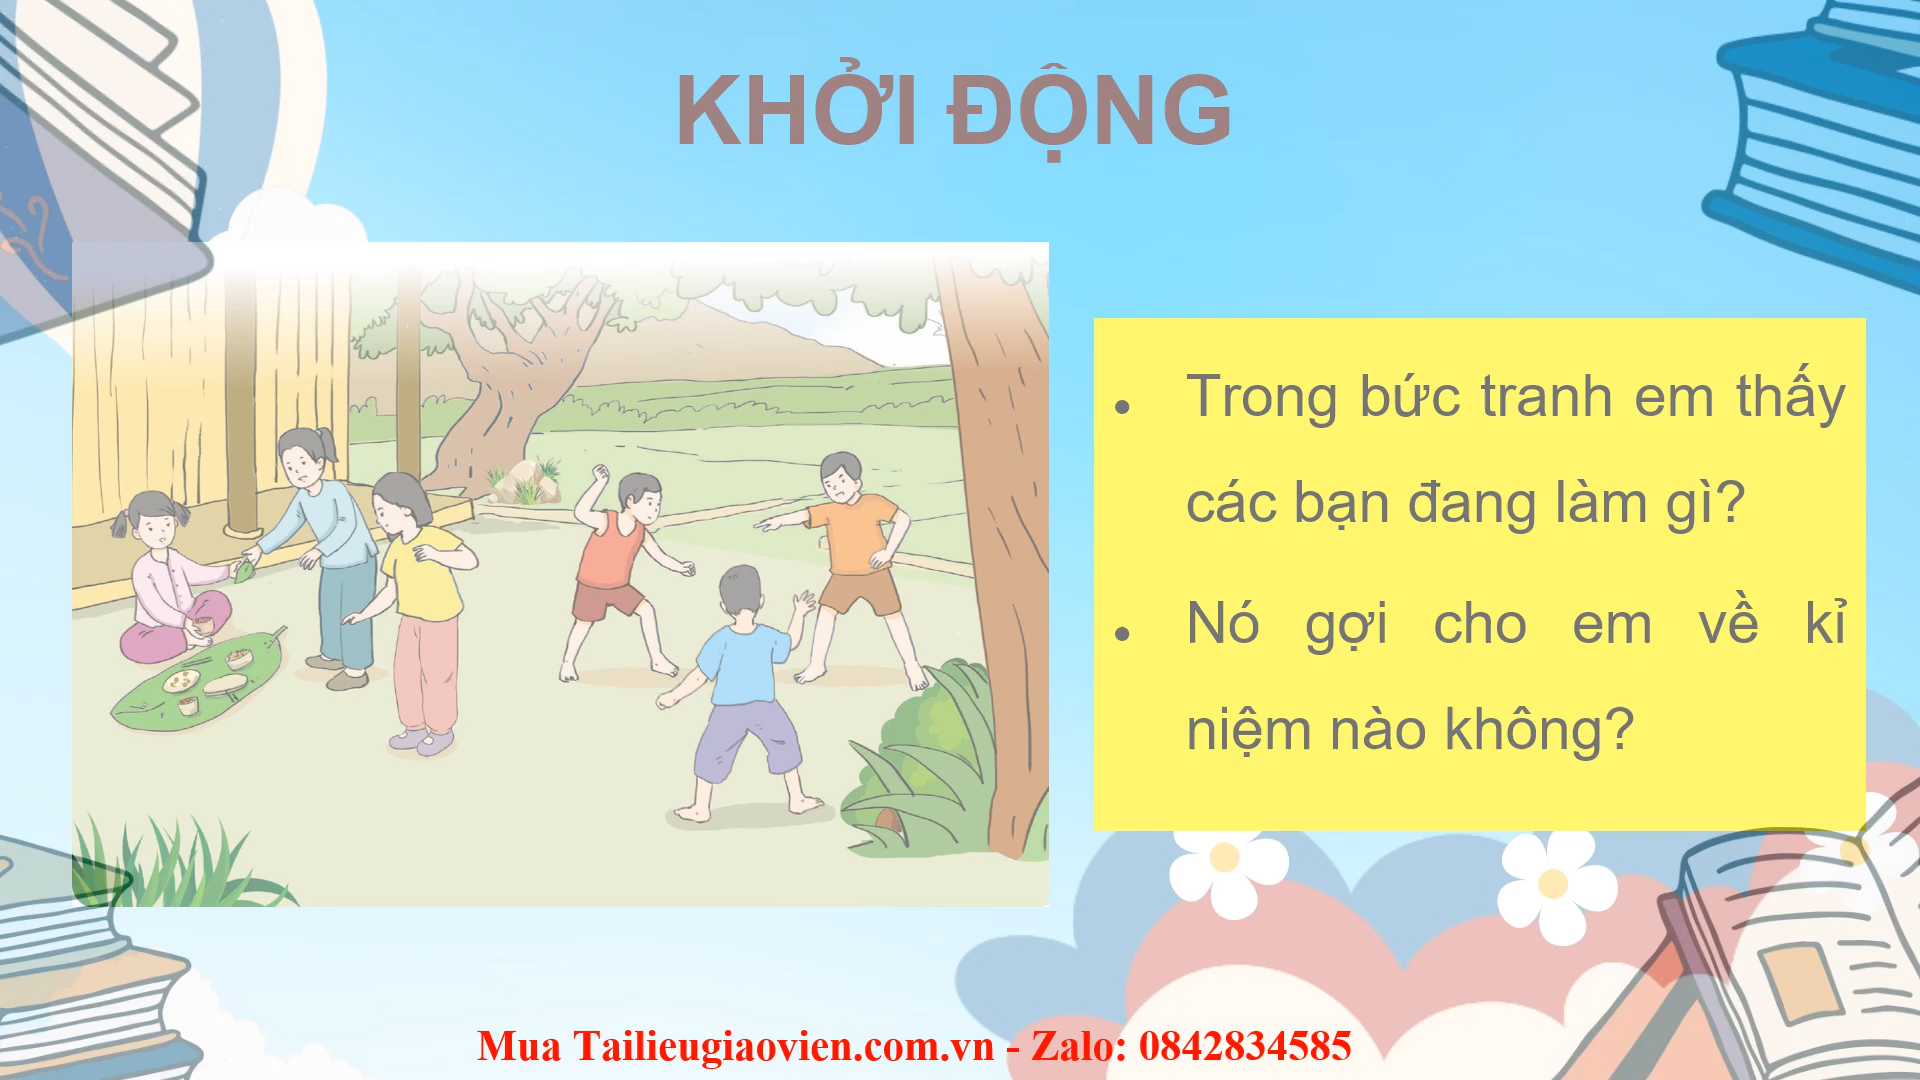 KHỞI ĐỘNG
• Trong bức tranh em thấy
các bạn đang làm gì?
• Nó gợi cho em về kỉ
niệm nào không?
Mua Tailieugiaovien.com.vn - Zalo: 0842834585